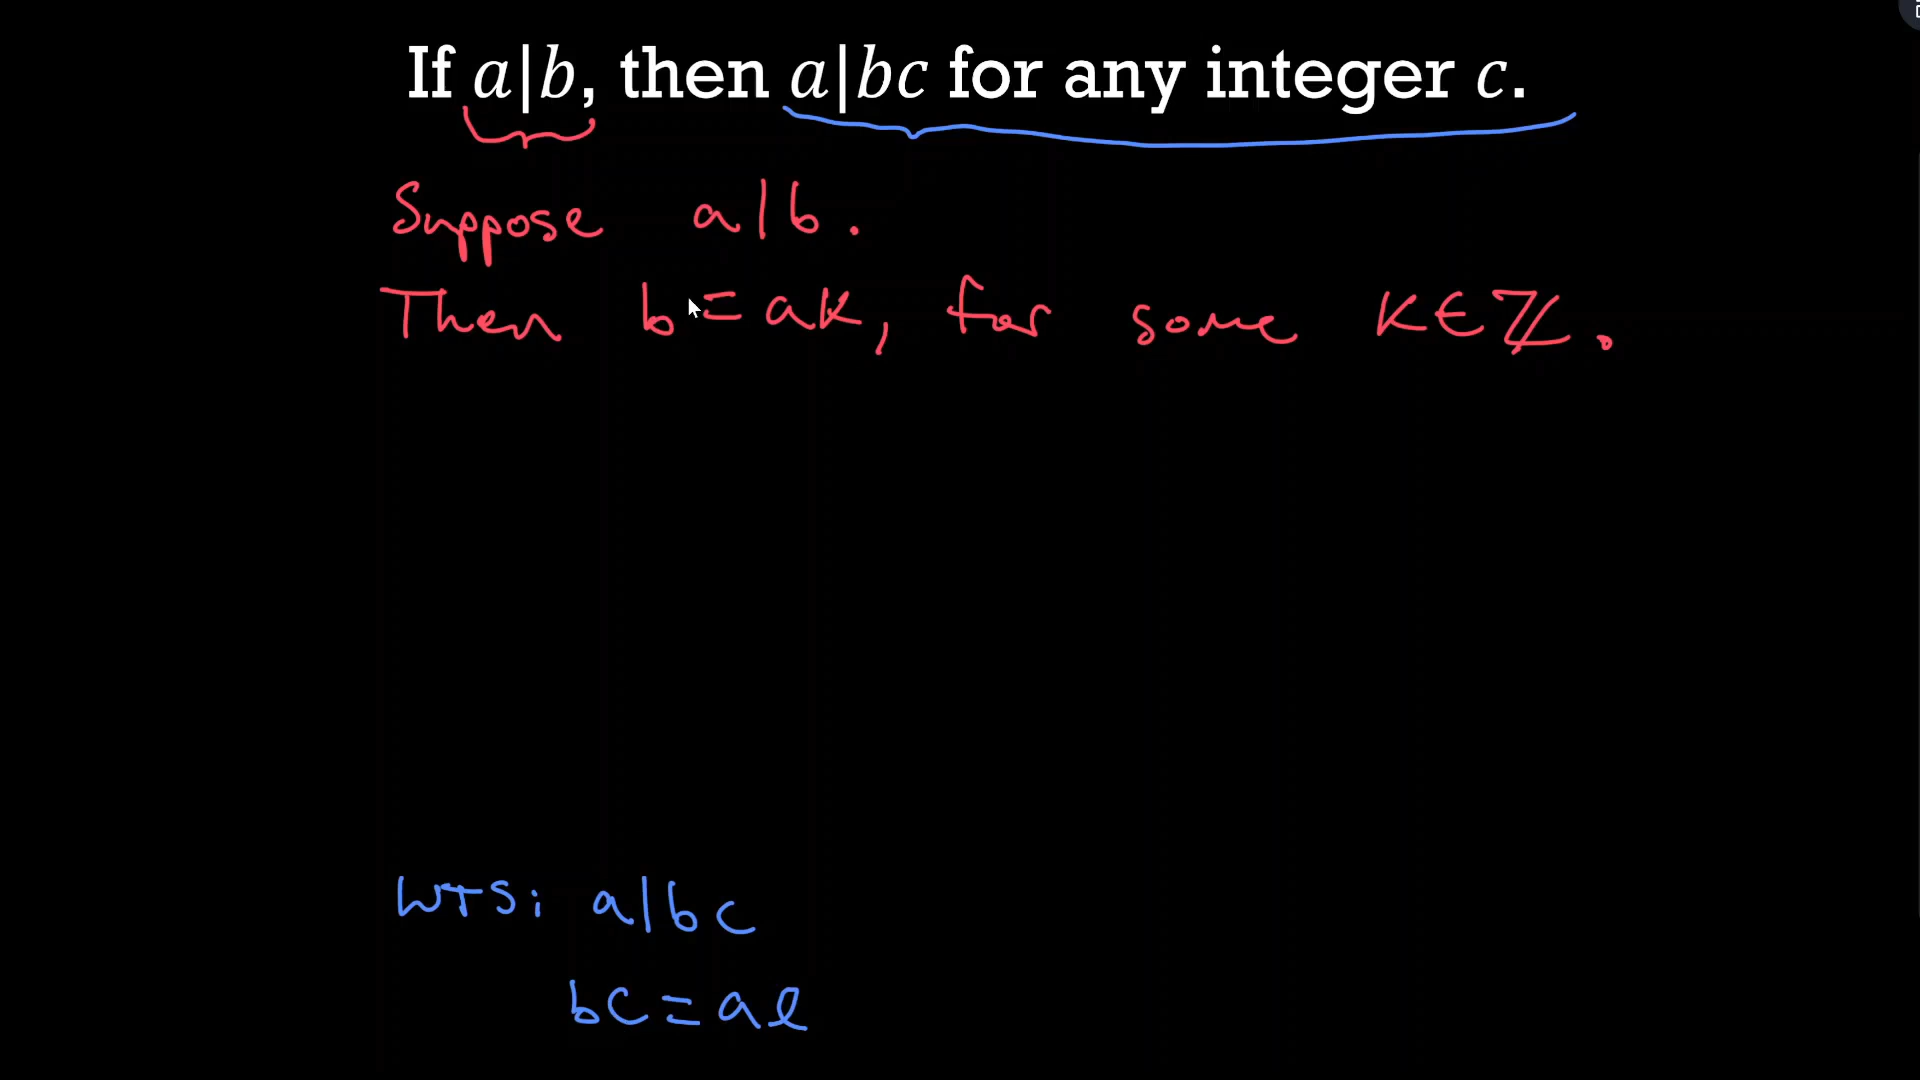 If a|b, then a|bc for any integer c.
Suppose a|b.
Then b = ak, for some k∈ℤ.
WTS: a|bc
bc = aℓ